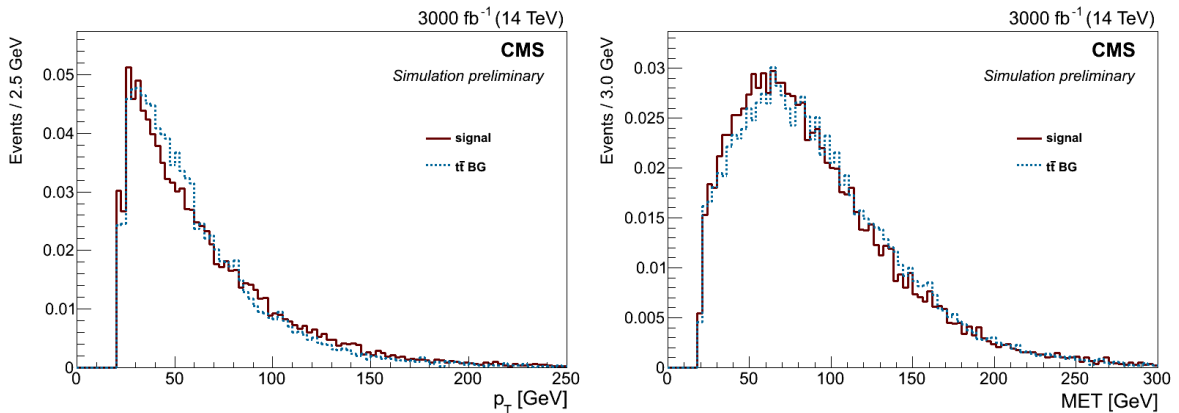 3000 fb-1 (14 TeV)
CMS
Simulation preliminary
signal
tt̄ BG
Events / 2.5 GeV
0.05
0.04
0.03
0.02
0.01
0
0 50 100 150 200 250
pT [GeV]
3000 fb-1 (14 TeV)
CMS
Simulation preliminary
signal
tt̄ BG
Events / 3.0 GeV
0.03
0.025
0.02
0.015
0.01
0.005
0
0 50 100 150 200 250 300
MET [GeV]